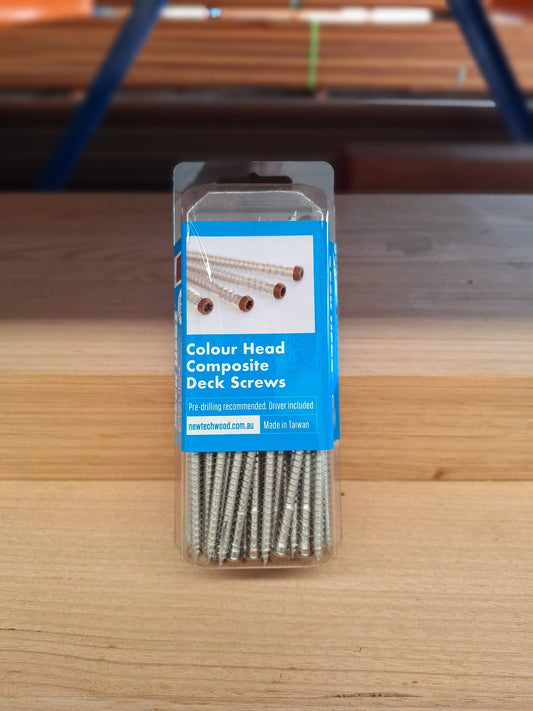 Colour Head
Composite
Deck Screws
Pre-drilling recommended. Driver included
newtechwood.com.au
Made in Taiwan